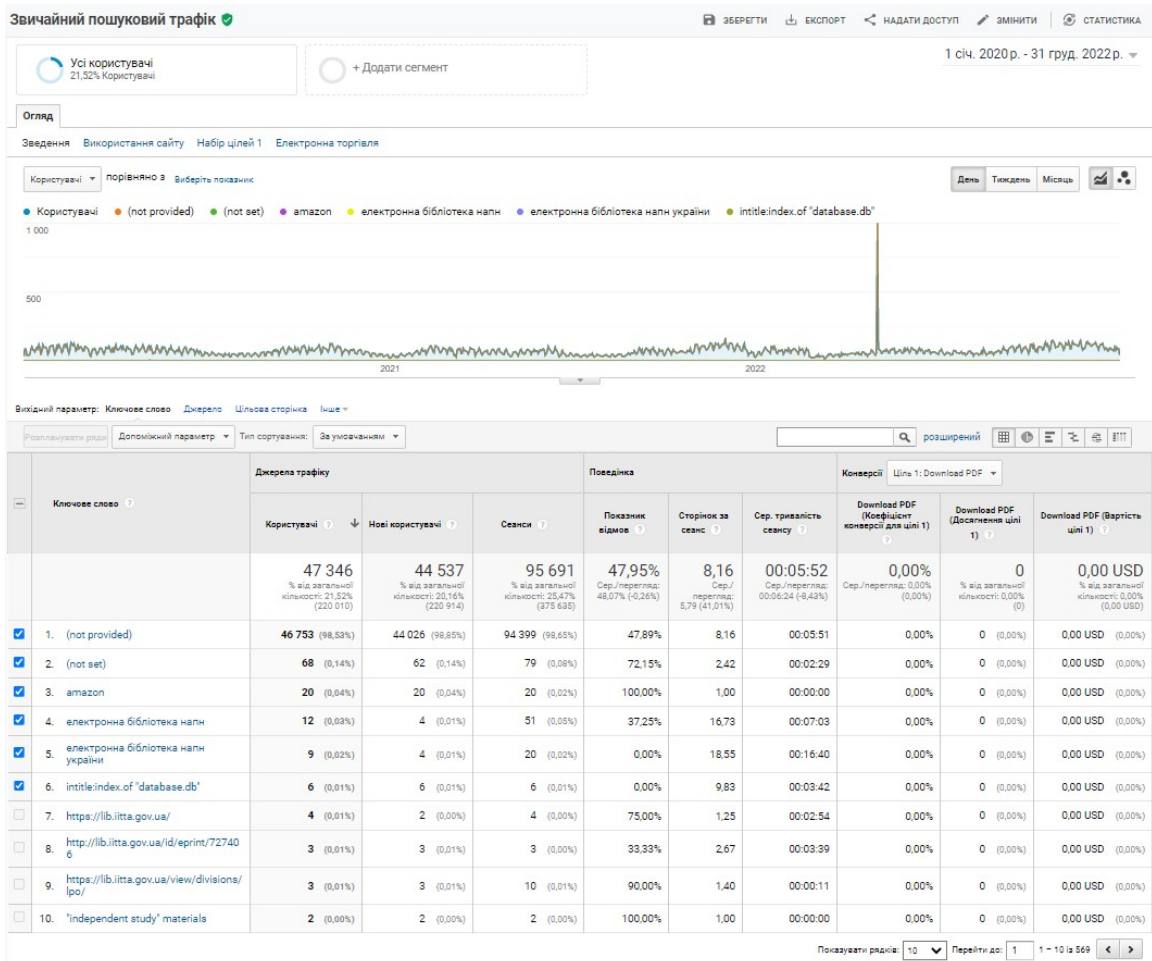 Звичайний пошуковий трафік
ЗБЕРЕГТИ ЕКСПОРТ НАДАТИ ДОСТУП ЗМІНИТИ СТАТИСТИКА
1 січ. 2020 р. - 31 груд. 2022 р.
Усі користувачі
21,52% Користувачі
+ Додати сегмент
Огляд
Зведення Використання сайту Набір цілей 1 Електронна торгівля
Користувачі порівняно з Виберіть показник
День Тиждень Місяць
Користувачі (not provided) (not set) amazon електронна бібліотека напн електронна бібліотека напн україни intitle:index.of "database.db"
1 000
500
2021 2022
Вихідний параметр: Ключове слово Джерело Цільова сторінка Інше
Розпланувати ряди Допоміжний параметр Тип сортування: За умовчанням розширений
Джерела трафіку Поведінка Конверсії Ціль 1: Download PDF
Ключове слово ? Користувачі ? Нові користувачі ? Сеанси ? Показник відмов ? Сторінок за сеанс ? Сер. тривалість сеансу ? Download PDF (Коефіцієнт конверсії для цілі 1) ? Download PDF (Досягнення цілі 1) ? Download PDF (Вартість цілі 1) ?
47 346 44 537 95 691 47,95% 8,16 00:05:52 0,00% 0 0,00 USD
% від загальної кількості: 21,52% (220 010) % від загальної кількості: 20,16% (220 914) % від загальної кількості: 25,47% (375 635) Сер./перегляд: 48,07% (-0,26%) Сер./перегляд: 5,79 (41,01%) Сер./перегляд: 00:06:24 (-8,43%) Сер./перегляд: 0,00% (0,00%) % від загальної кількості: 0,00% (0) % від загальної кількості: 0,00% (0,00 USD)
1. (not provided) 46 753 (98,53%) 44 026 (98,85%) 94 399 (98,65%) 47,89% 8,16 00:05:51 0,00% 0 (0,00%) 0,00 USD (0,00%)
2. (not set) 68 (0,14%) 62 (0,14%) 79 (0,08%) 72,15% 2,42 00:02:29 0,00% 0 (0,00%) 0,00 USD (0,00%)
3. amazon 20 (0,04%) 20 (0,04%) 20 (0,02%) 100,00% 1,00 00:00:00 0,00% 0 (0,00%) 0,00 USD (0,00%)
4. електронна бібліотека напн 12 (0,03%) 4 (0,01%) 51 (0,05%) 37,25% 16,73 00:07:03 0,00% 0 (0,00%) 0,00 USD (0,00%)
5. електронна бібліотека напн україни 9 (0,02%) 4 (0,01%) 20 (0,02%) 0,00% 18,55 00:16:40 0,00% 0 (0,00%) 0,00 USD (0,00%)
6. intitle:index.of "database.db" 6 (0,01%) 6 (0,01%) 6 (0,01%) 0,00% 9,83 00:03:42 0,00% 0 (0,00%) 0,00 USD (0,00%)
7. https://lib.iitta.gov.ua/ 4 (0,01%) 2 (0,00%) 4 (0,00%) 75,00% 1,25 00:02:54 0,00% 0 (0,00%) 0,00 USD (0,00%)
8. http://lib.iitta.gov.ua/id/eprint/727406 3 (0,01%) 3 (0,01%) 3 (0,00%) 33,33% 2,67 00:03:39 0,00% 0 (0,00%) 0,00 USD (0,00%)
9. https://lib.iitta.gov.ua/view/divisions/lpo/ 3 (0,01%) 3 (0,01%) 10 (0,01%) 90,00% 1,40 00:00:11 0,00% 0 (0,00%) 0,00 USD (0,00%)
10. "independent study" materials 2 (0,00%) 2 (0,00%) 2 (0,00%) 100,00% 1,00 00:00:00 0,00% 0 (0,00%) 0,00 USD (0,00%)
Показувати рядків: 10 Перейти до: 1 1 – 10 із 569